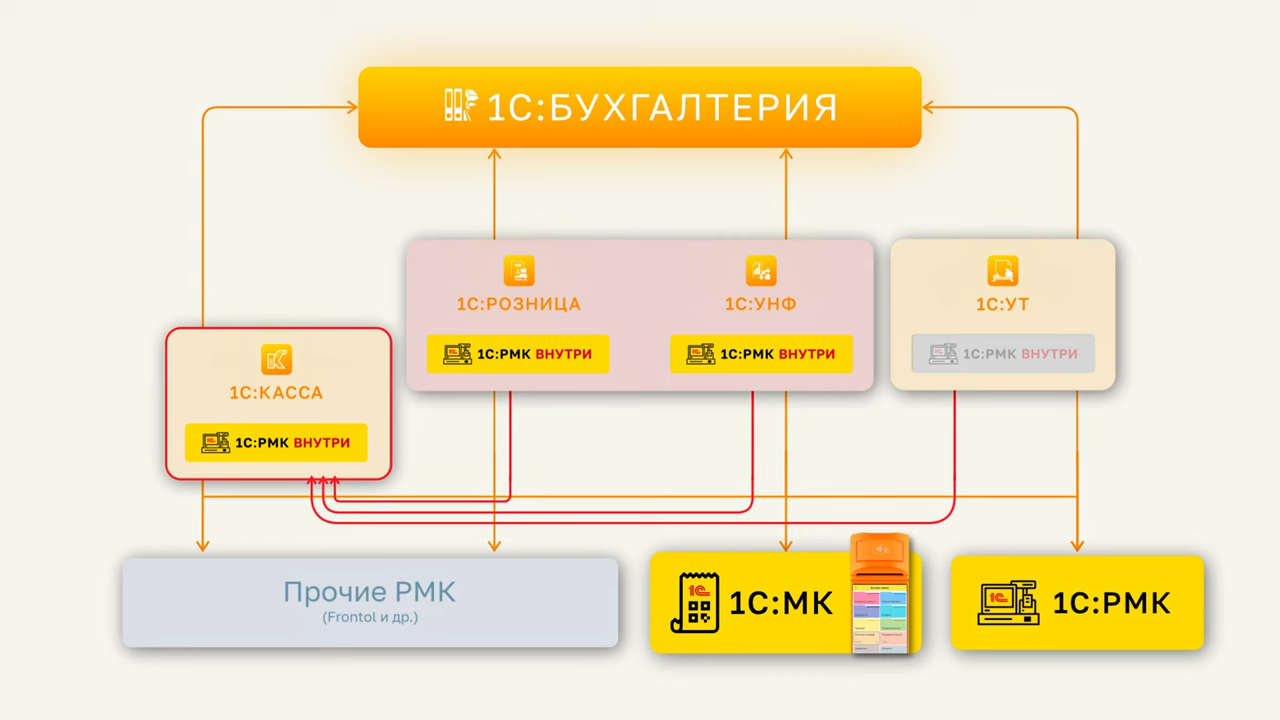 1С:БУХГАЛТЕРИЯ
1С:РОЗНИЦА
1С:УНФ
1С:УТ
1С:РМК ВНУТРИ
1С:РМК ВНУТРИ
1С:РМК ВНУТРИ
1С:КАССА
1С:РМК ВНУТРИ
Прочие РМК
(Frontol и др.)
1С:МК
1С:РМК